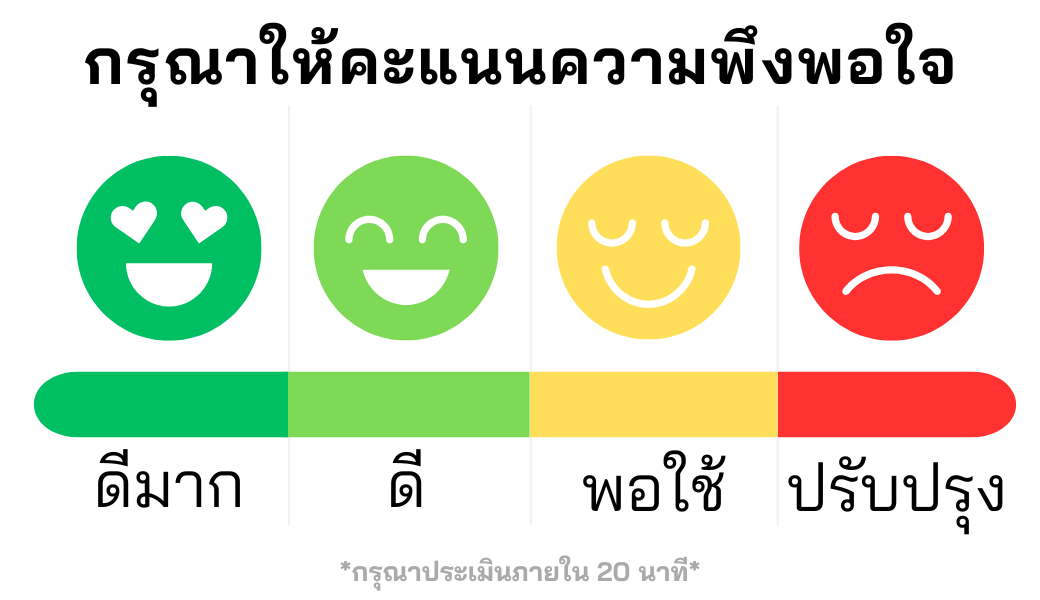 กรุณาให้คะแนนความพึงพอใจ
ดีมาก ดี พอใช้ ปรับปรุง
*กรุณาประเมินภายใน 20 นาที*